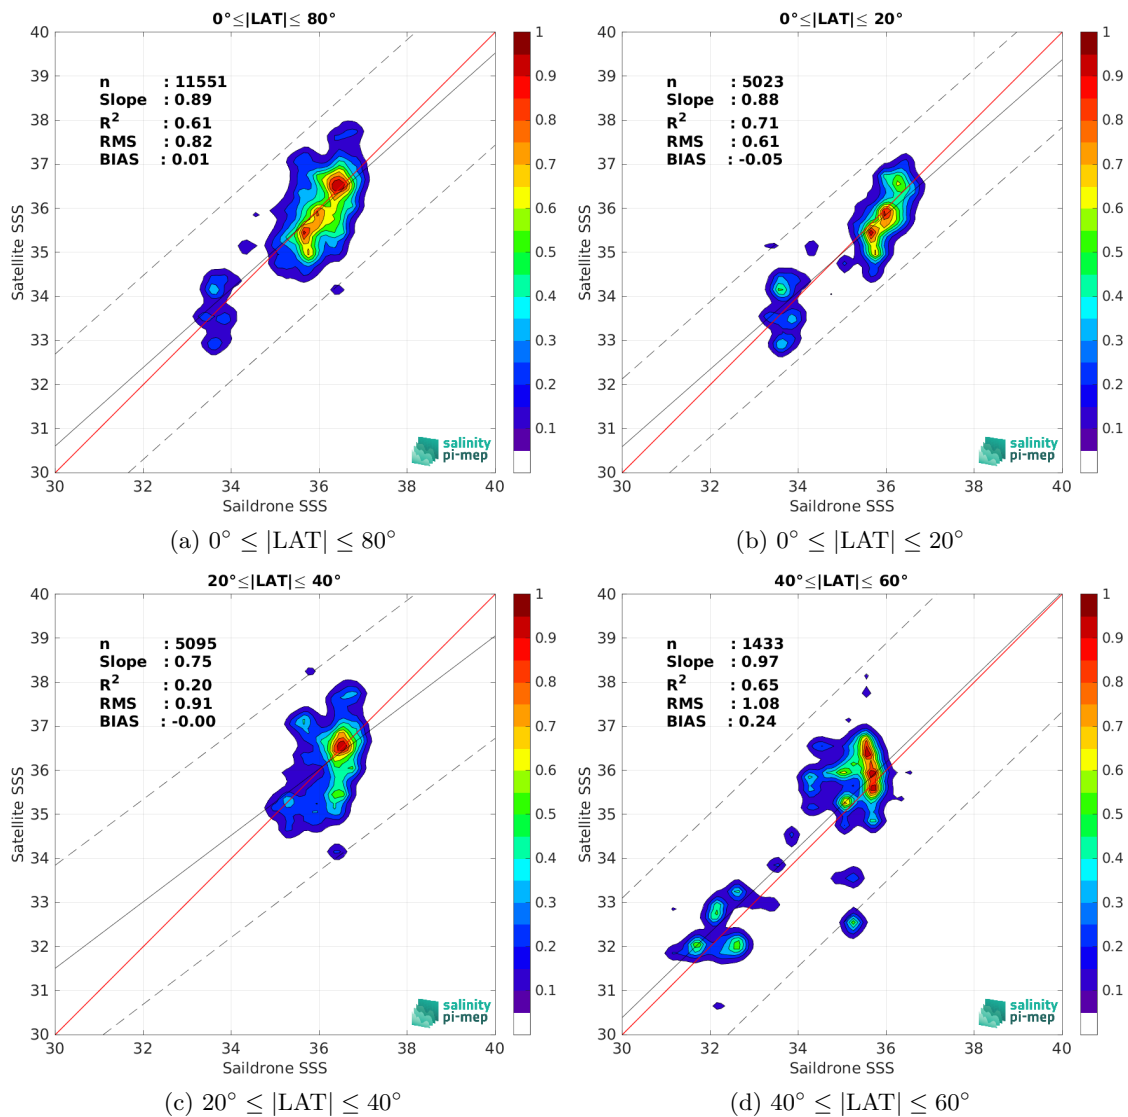 0°≤|LAT|≤ 80°
40
39
38
37
36
35
34
33
32
31
30
30 32 34 36 38 40
Satellite SSS
Saildrone SSS
n : 11551
Slope : 0.89
R² : 0.61
RMS : 0.82
BIAS : 0.01
1
0.9
0.8
0.7
0.6
0.5
0.4
0.3
0.2
0.1
salinity
pi-mep
(a) 0° ≤ |LAT| ≤ 80°
0°≤|LAT|≤ 20°
40
39
38
37
36
35
34
33
32
31
30
30 32 34 36 38 40
Satellite SSS
Saildrone SSS
n : 5023
Slope : 0.88
R² : 0.71
RMS : 0.61
BIAS : -0.05
1
0.9
0.8
0.7
0.6
0.5
0.4
0.3
0.2
0.1
salinity
pi-mep
(b) 0° ≤ |LAT| ≤ 20°
20°≤|LAT|≤ 40°
40
39
38
37
36
35
34
33
32
31
30
30 32 34 36 38 40
Satellite SSS
Saildrone SSS
n : 5095
Slope : 0.75
R² : 0.20
RMS : 0.91
BIAS : -0.00
1
0.9
0.8
0.7
0.6
0.5
0.4
0.3
0.2
0.1
salinity
pi-mep
(c) 20° ≤ |LAT| ≤ 40°
40°≤|LAT|≤ 60°
40
39
38
37
36
35
34
33
32
31
30
30 32 34 36 38 40
Satellite SSS
Saildrone SSS
n : 1433
Slope : 0.97
R² : 0.65
RMS : 1.08
BIAS : 0.24
1
0.9
0.8
0.7
0.6
0.5
0.4
0.3
0.2
0.1
salinity
pi-mep
(d) 40° ≤ |LAT| ≤ 60°